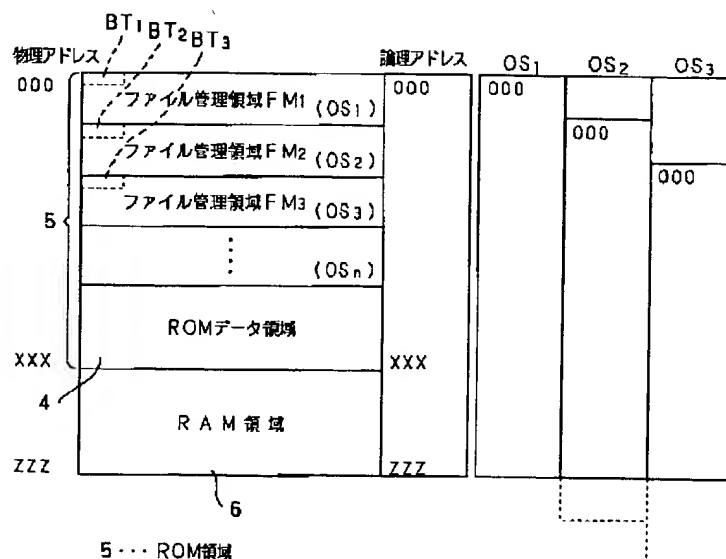 BT1 BT2 BT3
物理アドレス 論理アドレス OS1 OS2 OS3
000 000 000
ファイル管理領域FM1 (OS1)
000
ファイル管理領域FM2 (OS2)
000
ファイル管理領域FM3 (OS3)
5
(OSn)
ROMデータ領域
XXX XXX
4
RAM領域
ZZZ ZZZ
6
5・・・ROM領域